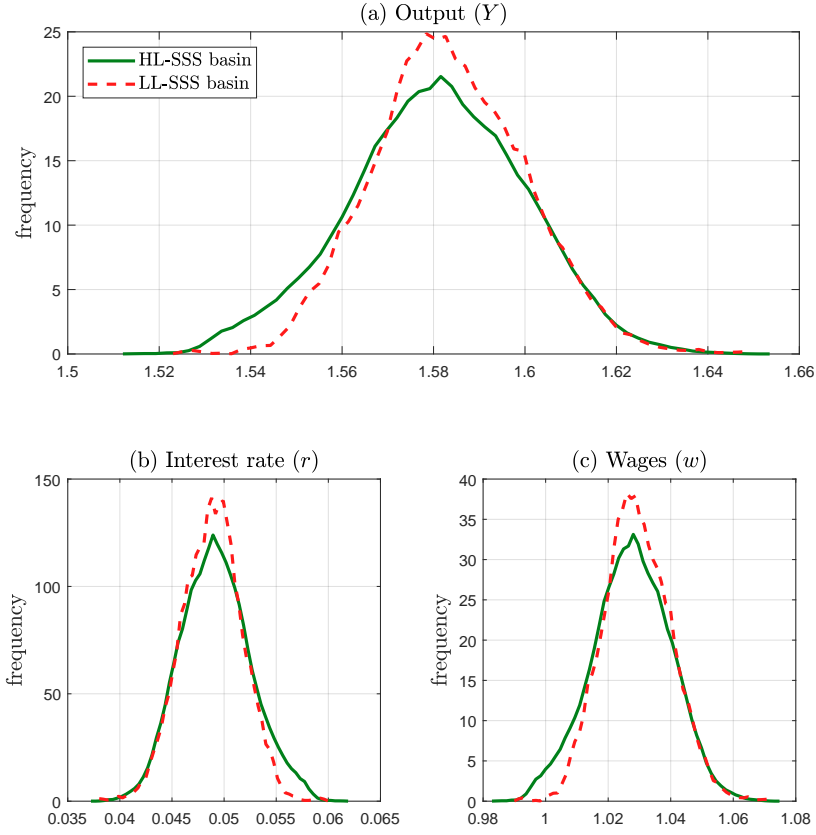 (a) Output (Y)
25
20
15
10
5
0
frequency
HL-SSS basin
LL-SSS basin
1.5 1.52 1.54 1.56 1.58 1.6 1.62 1.64 1.66
(b) Interest rate (r)
150
100
50
0
frequency
0.035 0.04 0.045 0.05 0.055 0.06 0.065
(c) Wages (w)
40
35
30
25
20
15
10
5
0
frequency
0.98 1 1.02 1.04 1.06 1.08